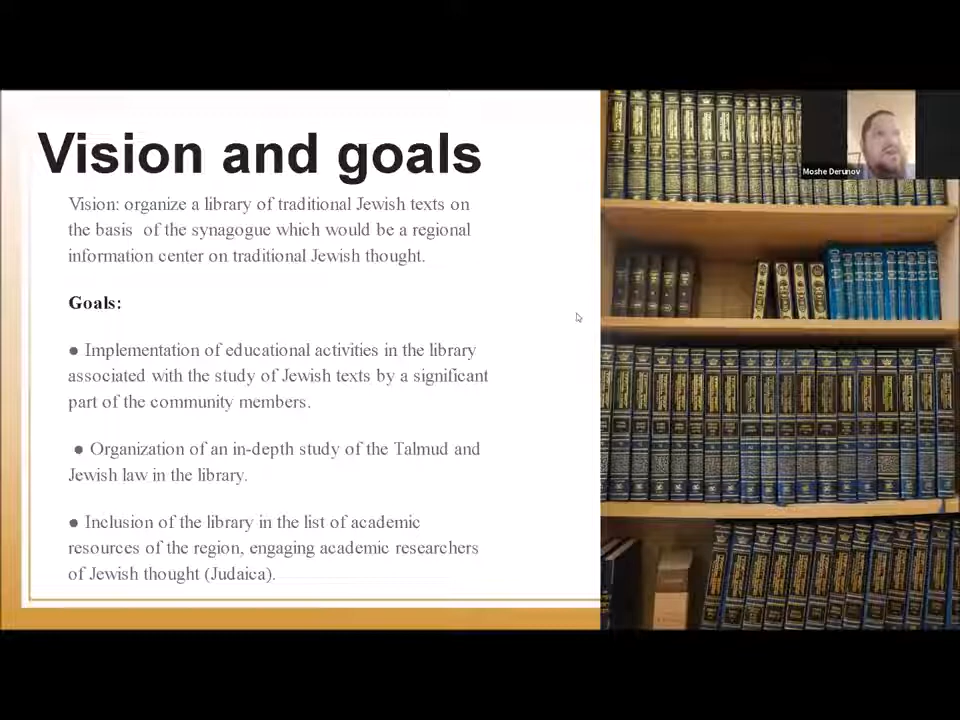 Vision and goals
Vision: organize a library of traditional Jewish texts on
the basis of the synagogue which would be a regional
information center on traditional Jewish thought.
Goals:
● Implementation of educational activities in the library
associated with the study of Jewish texts by a significant
part of the community members.
● Organization of an in-depth study of the Talmud and
Jewish law in the library.
● Inclusion of the library in the list of academic
resources of the region, engaging academic researchers
of Jewish thought (Judaica).
Moshe Derunov